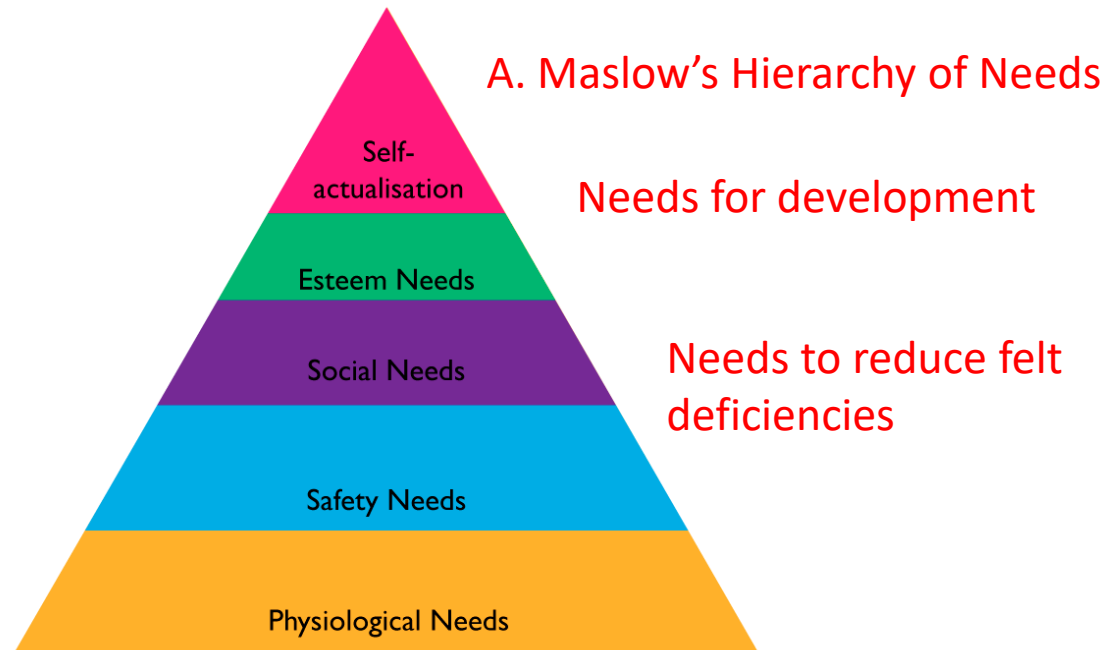 A. Maslow’s Hierarchy of Needs
Self-
actualisation
Needs for development
Esteem Needs
Social Needs
Needs to reduce felt
deficiencies
Safety Needs
Physiological Needs